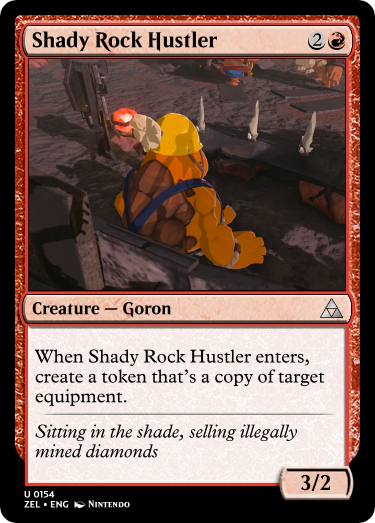 Shady Rock Hustler 2
Creature — Goron
When Shady Rock Hustler enters,
create a token that's a copy of target
equipment.
Sitting in the shade, selling illegally
mined diamonds
3/2
U 0154
ZEL • ENG Nintendo